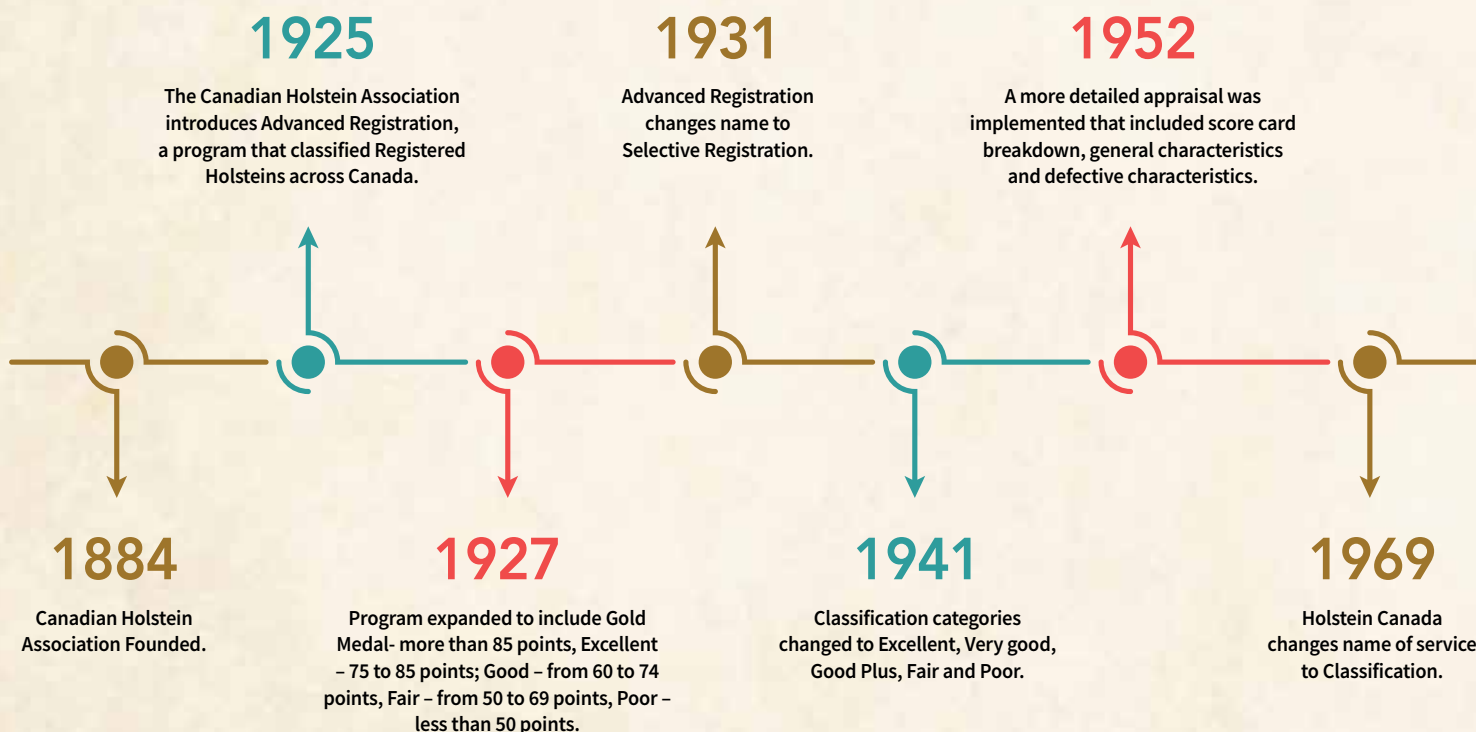 1925
The Canadian Holstein Association
introduces Advanced Registration,
a program that classified Registered
Holsteins across Canada.
1931
Advanced Registration
changes name to
Selective Registration.
1952
A more detailed appraisal was
implemented that included score card
breakdown, general characteristics
and defective characteristics.
1884
Canadian Holstein
Association Founded.
1927
Program expanded to include Gold
Medal- more than 85 points, Excellent
– 75 to 85 points; Good – from 60 to 74
points, Fair – from 50 to 69 points, Poor –
less than 50 points.
1941
Classification categories
changed to Excellent, Very good,
Good Plus, Fair and Poor.
1969
Holstein Canada
changes name of service
to Classification.